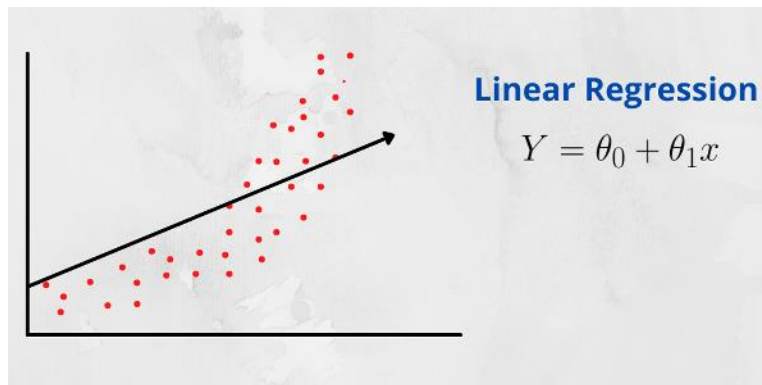 Linear Regression
Y = θ₀ + θ₁x